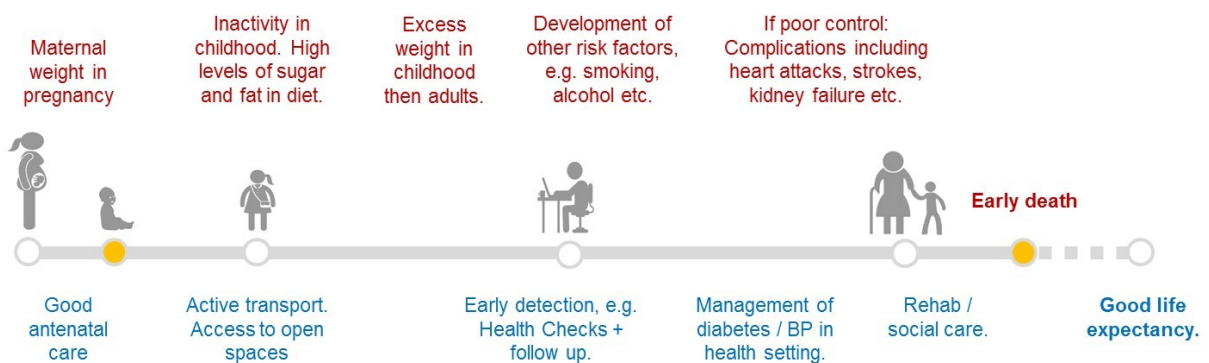 Maternal
weight in
pregnancy
Inactivity in
childhood. High
levels of sugar
and fat in diet.
Excess
weight in
childhood
then adults.
Development of
other risk factors,
e.g. smoking,
alcohol etc.
If poor control:
Complications including
heart attacks, strokes,
kidney failure etc.
Early death
Good
antenatal
care
Active transport.
Access to open
spaces
Early detection, e.g.
Health Checks +
follow up.
Management of
diabetes / BP in
health setting.
Rehab /
social care.
Good life
expectancy.